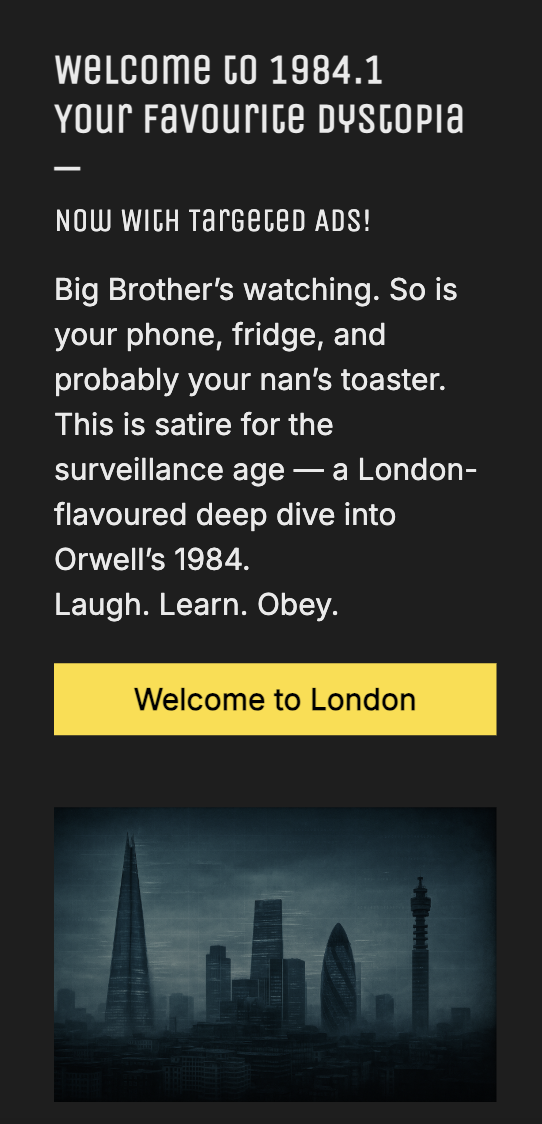 Welcome to 1984.1
Your Favourite Dystopia
—
Now with Targeted Ads!
Big Brother’s watching. So is
your phone, fridge, and
probably your nan’s toaster.
This is satire for the
surveillance age — a London-
flavoured deep dive into
Orwell’s 1984.
Laugh. Learn. Obey.
Welcome to London